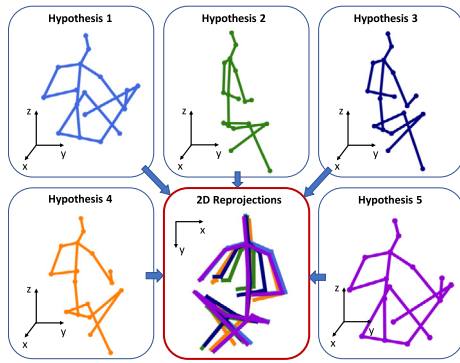 Hypothesis 1
z
y
x
Hypothesis 2
z
y
x
Hypothesis 3
z
y
x
Hypothesis 4
z
y
x
2D Reprojections
x
y
Hypothesis 5
z
y
x